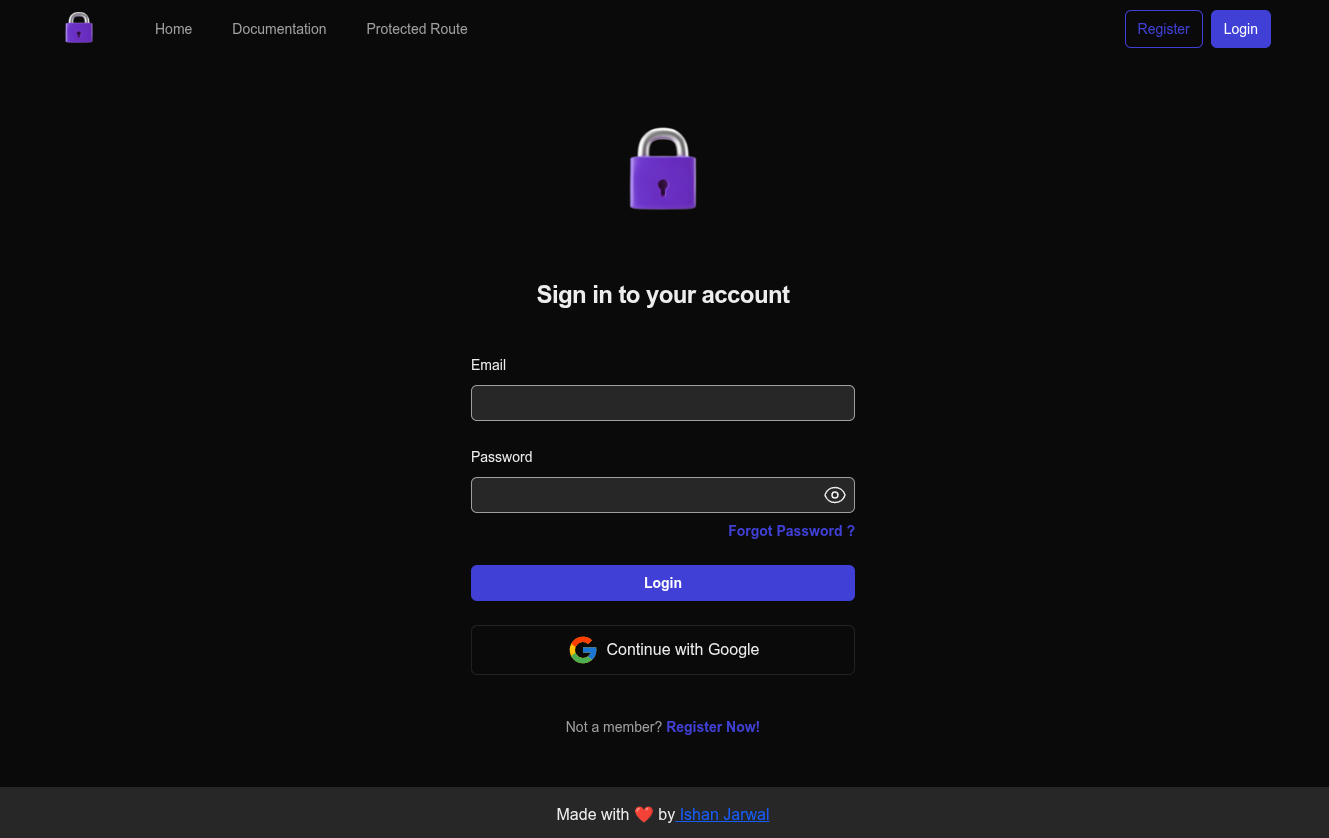 Home Documentation Protected Route Register Login
Sign in to your account
Email
Password
Forgot Password ?
Login
Continue with Google
Not a member? Register Now!
Made with ❤️ by Ishan Jarwal